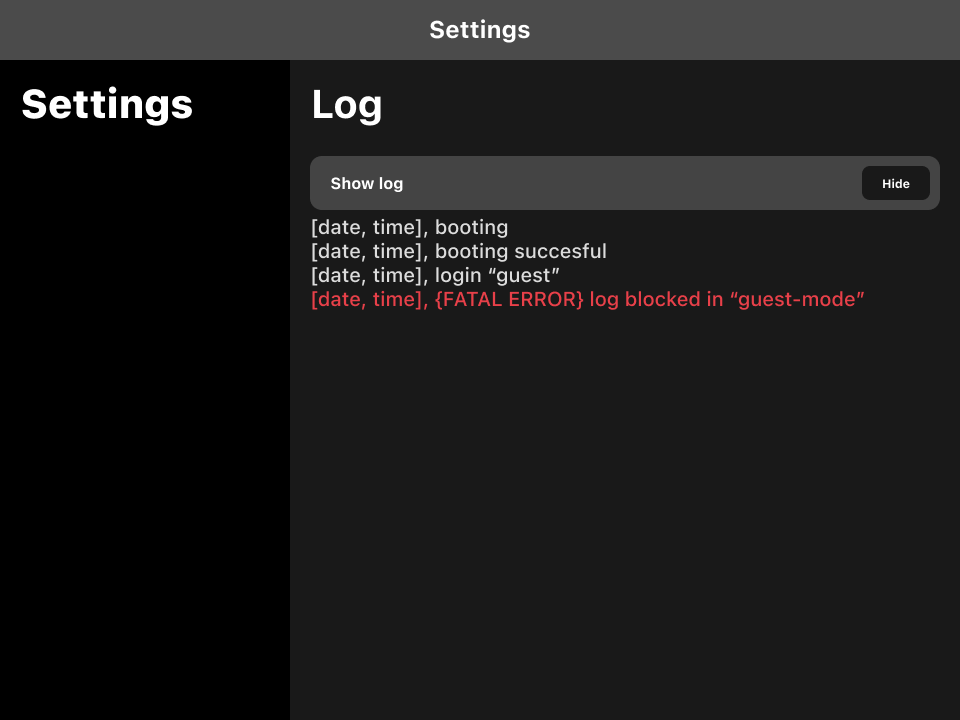 Settings
Settings
Log
Show log
Hide
[date, time], booting
[date, time], booting succesful
[date, time], login “guest”
[date, time], {FATAL ERROR} log blocked in “guest-mode”